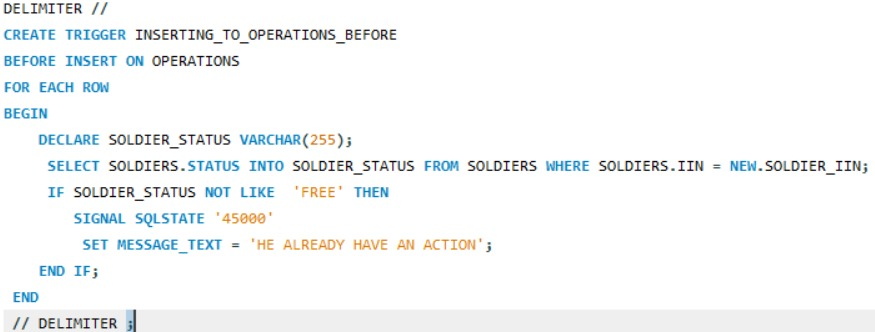 DELIMITER //
CREATE TRIGGER INSERTING_TO_OPERATIONS_BEFORE
BEFORE INSERT ON OPERATIONS
FOR EACH ROW
BEGIN
DECLARE SOLDIER_STATUS VARCHAR(255);
SELECT SOLDIERS.STATUS INTO SOLDIER_STATUS FROM SOLDIERS WHERE SOLDIERS.IIN = NEW.SOLDIER_IIN;
IF SOLDIER_STATUS NOT LIKE 'FREE' THEN
SIGNAL SQLSTATE '45000'
SET MESSAGE_TEXT = 'HE ALREADY HAVE AN ACTION';
END IF;
END
// DELIMITER ;